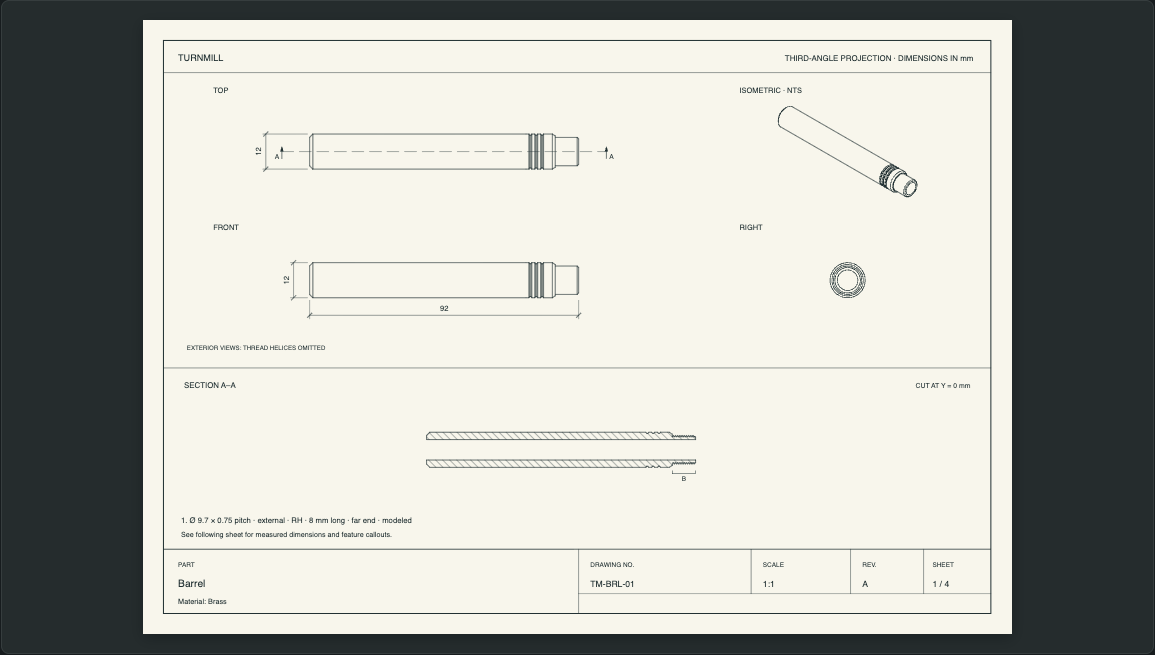 TURNMILL
THIRD-ANGLE PROJECTION · DIMENSIONS IN mm
TOP
ISOMETRIC · NTS
12
A
A
FRONT
RIGHT
12
92
EXTERIOR VIEWS: THREAD HELICES OMITTED
SECTION A–A
CUT AT Y = 0 mm
B
1. Ø 9.7 × 0.75 pitch · external · RH · 8 mm long · far end · modeled
See following sheet for measured dimensions and feature callouts.
PART
Barrel
Material: Brass
DRAWING NO.
TM-BRL-01
SCALE
1:1
REV.
A
SHEET
1 / 4